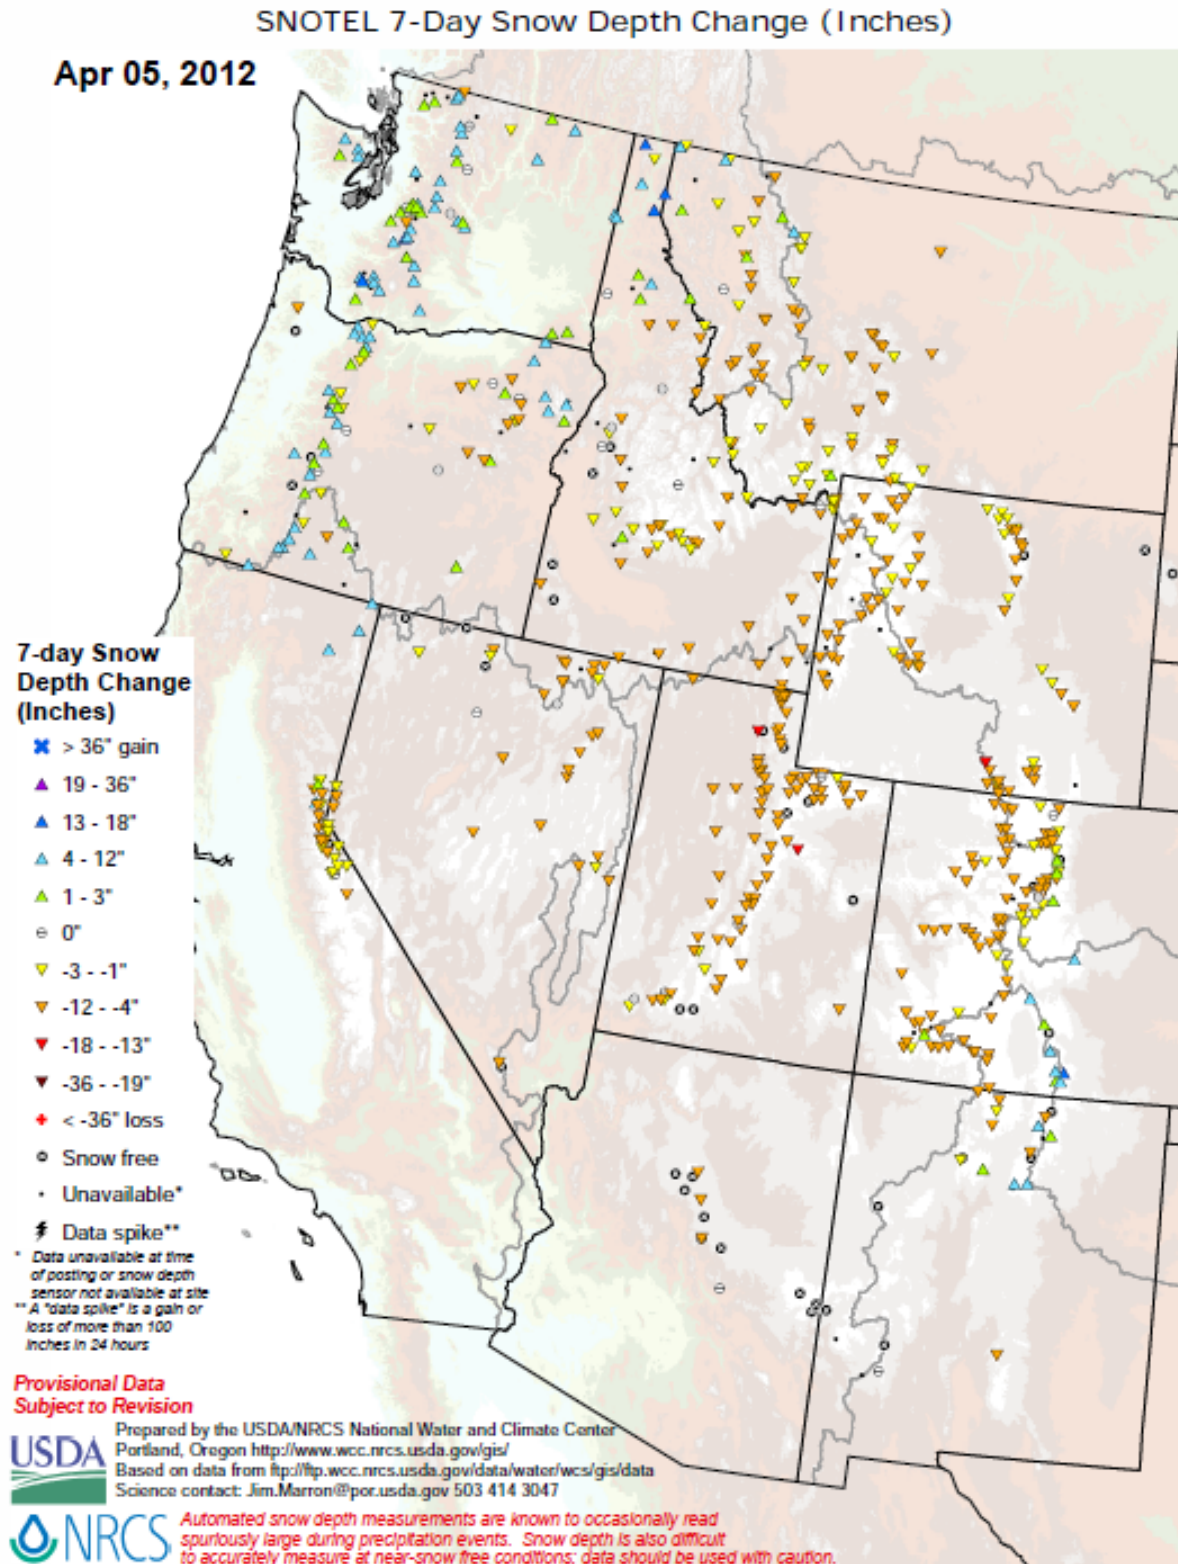 SNOTEL 7-Day Snow Depth Change (Inches)
Apr 05, 2012
7-day Snow
Depth Change
(Inches)
> 36" gain
19 - 36"
13 - 18"
4 - 12"
1 - 3"
0"
-3 - -1"
-12 - -4"
-18 - -13"
-36 - -19"
< -36" loss
Snow free
Unavailable*
Data spike**
* Data unavailable at time
of posting or snow depth
sensor not available at site
** A "data spike" is a gain or
loss of more than 100
inches in 24 hours
Provisional Data
Subject to Revision
USDA
Prepared by the USDA/NRCS National Water and Climate Center
Portland, Oregon http://www.wcc.nrcs.usda.gov/gis/
Based on data from ftp://ftp.wcc.nrcs.usda.gov/data/water/wcs/gis/data
Science contact: Jim.Marron@por.usda.gov 503 414 3047
NRCS
Automated snow depth measurements are known to occasionally read
spuriously large during precipitation events. Snow depth is also difficult
to accurately measure at near-snow free conditions; data should be used with caution.